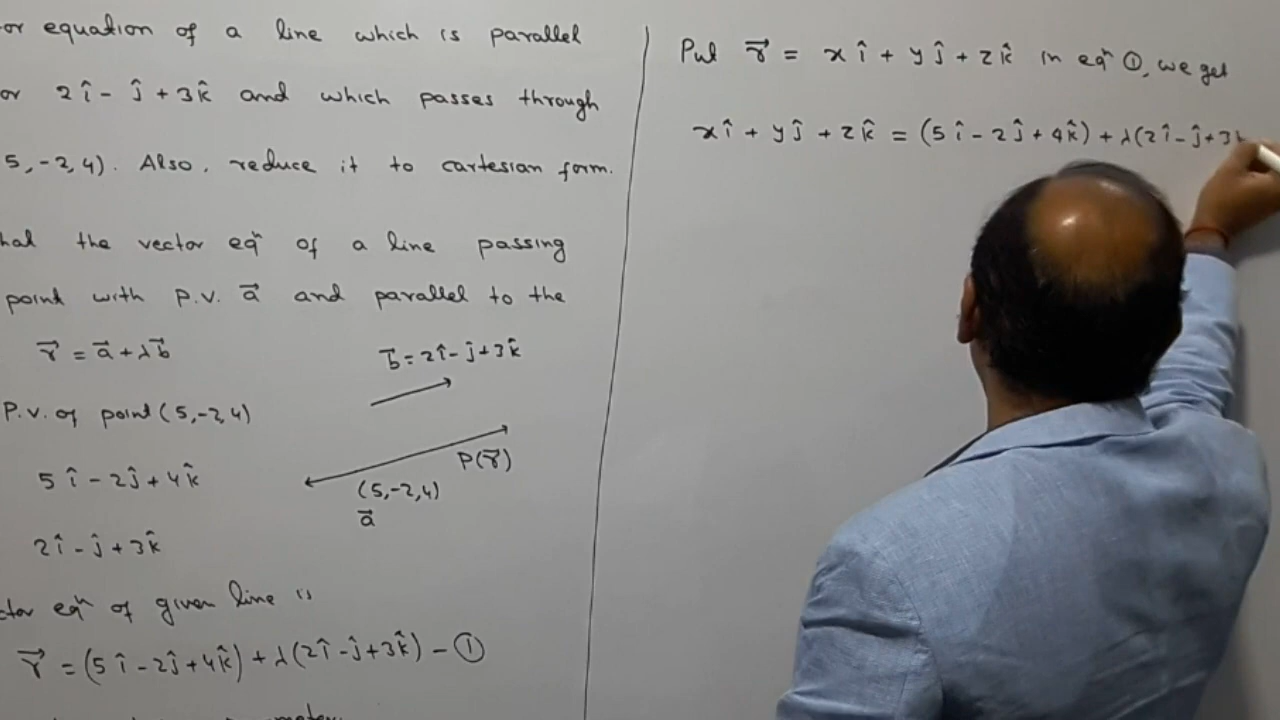 or equation of a line which is parallel
or 2î - ĵ + 3k̂ and which passes through
5, -2, 4). Also, reduce it to cartesian form.
hat the vector eqⁿ of a line passing
point with P.V. a⃗ and parallel to the
r⃗ = a⃗ + λb⃗
b⃗ = 2î - ĵ + 3k̂
P.V. of point (5, -2, 4)
P(r⃗)
5î - 2ĵ + 4k̂
(5, -2, 4)
a⃗
2î - ĵ + 3k̂
ctor eqⁿ of given line is
r⃗ = (5î - 2ĵ + 4k̂) + λ(2î - ĵ + 3k̂) - ①
Put r⃗ = xî + yĵ + zk̂ in eqⁿ ①, we get
xî + yĵ + zk̂ = (5î - 2ĵ + 4k̂) + λ(2î - ĵ + 3k